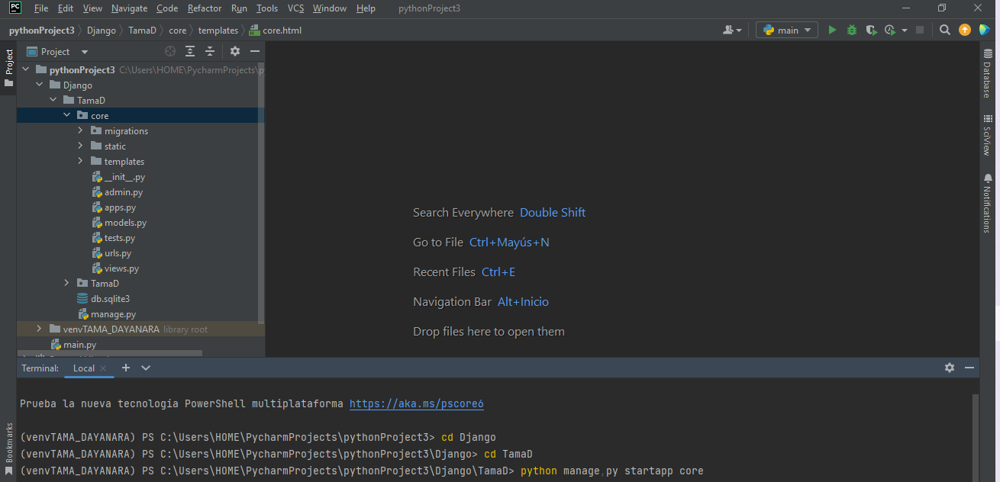 PC File Edit View Navigate Code Refactor Run Tools VCS Window Help pythonProject3
pythonProject3 Django TamaD core templates core.html main
Project
Project
pythonProject3 C:\Users\HOME\PycharmProjects\p
Django
TamaD
core
migrations
static
templates
__init__.py
admin.py
apps.py
models.py
tests.py
urls.py
views.py
TamaD
db.sqlite3
manage.py
venvTAMA_DAYANARA library root
main.py
Search Everywhere Double Shift
Go to File Ctrl+Mayús+N
Recent Files Ctrl+E
Navigation Bar Alt+Inicio
Drop files here to open them
Database
SciView
Notifications
Terminal: Local
Prueba la nueva tecnología PowerShell multiplataforma https://aka.ms/pscore6
(venvTAMA_DAYANARA) PS C:\Users\HOME\PycharmProjects\pythonProject3> cd Django
(venvTAMA_DAYANARA) PS C:\Users\HOME\PycharmProjects\pythonProject3\Django> cd TamaD
(venvTAMA_DAYANARA) PS C:\Users\HOME\PycharmProjects\pythonProject3\Django\TamaD> python manage.py startapp core
Bookmarks